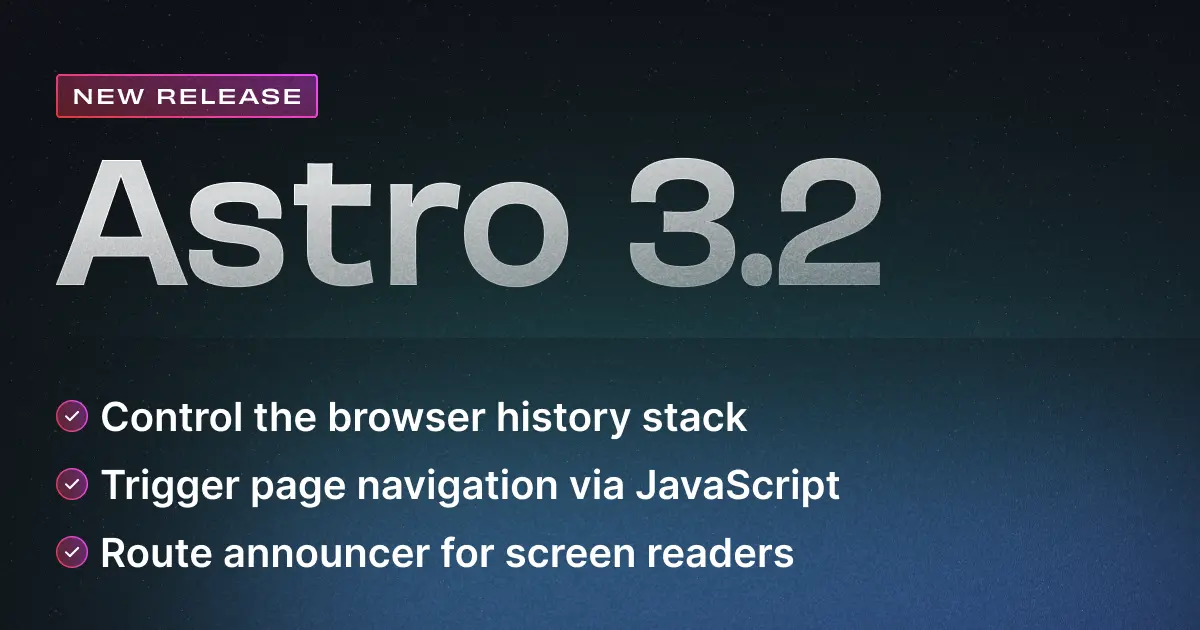 NEW RELEASE
Astro 3.2
Control the browser history stack
Trigger page navigation via JavaScript
Route announcer for screen readers